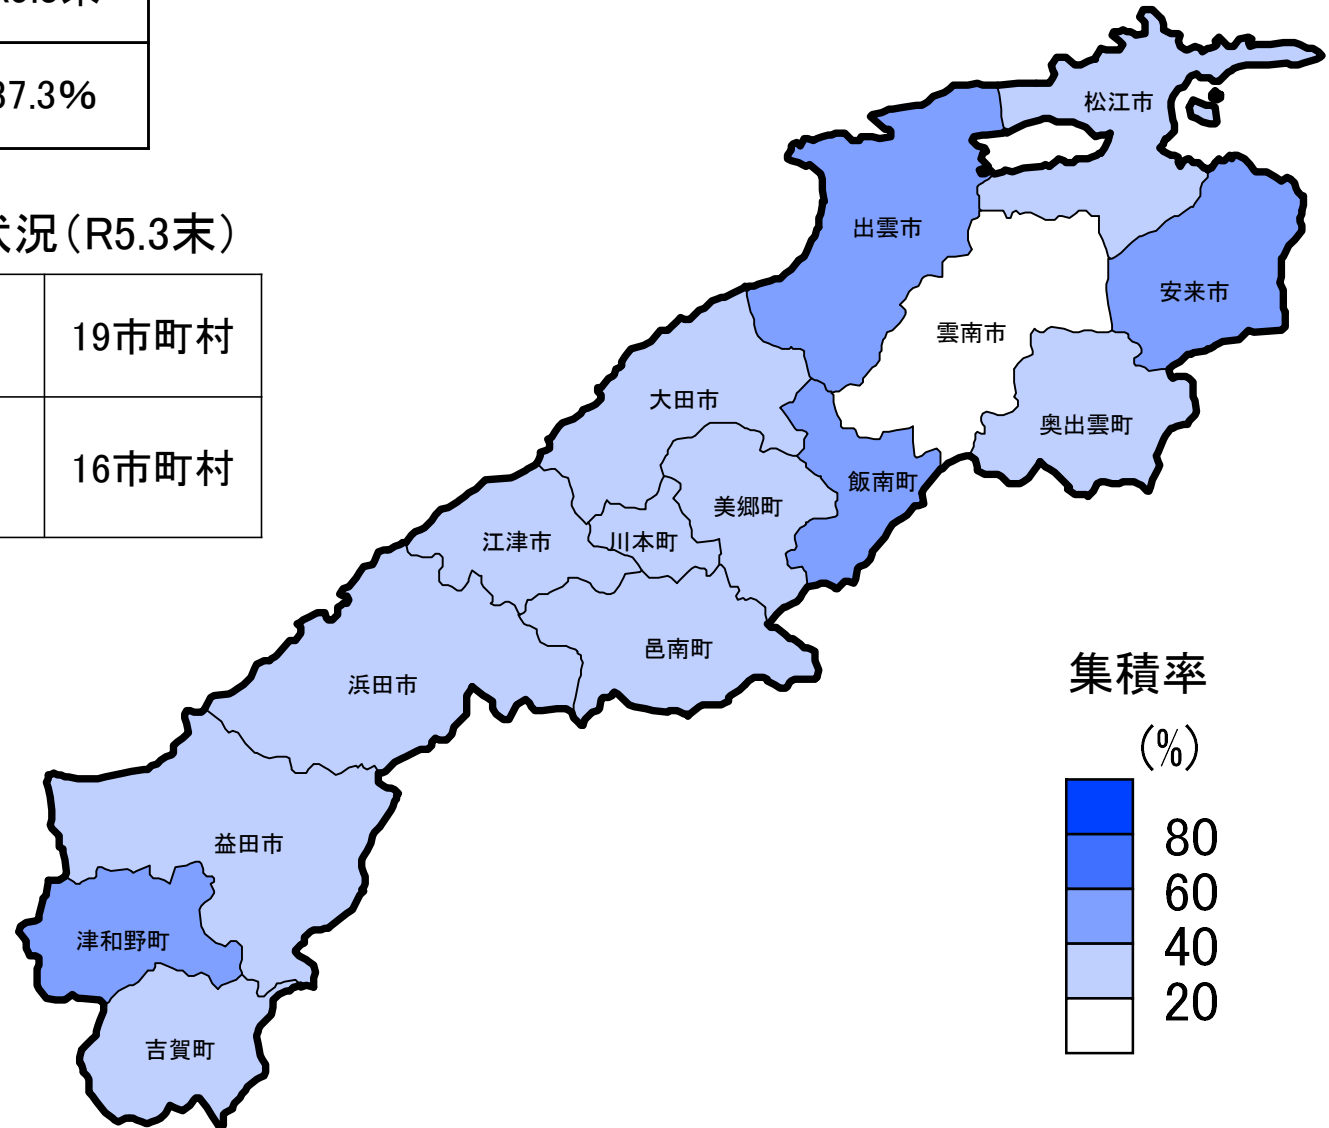 37.3%
状況(R5.3末)
19市町村
16市町村
松江市
出雲市
安来市
雲南市
大田市
奥出雲町
飯南町
美郷町
江津市
川本町
邑南町
浜田市
益田市
津和野町
吉賀町
集積率
(%)
80
60
40
20